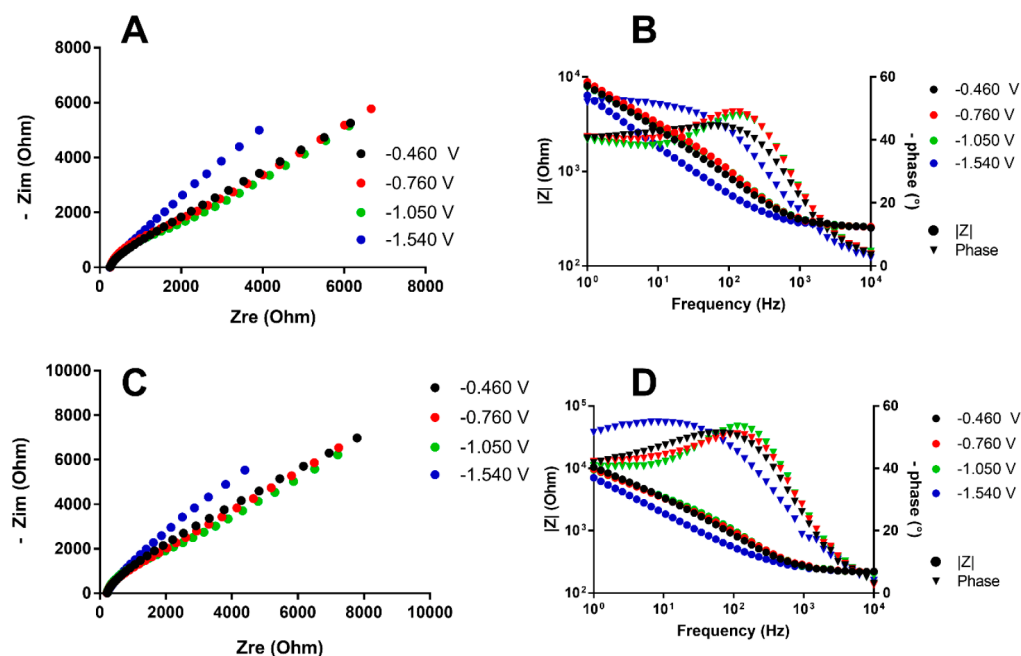 A
8000
6000
4000
2000
0
- Zim (Ohm)
0 2000 4000 6000 8000
Zre (Ohm)
-0.460 V
-0.760 V
-1.050 V
-1.540 V
B
10^4
10^3
10^2
|Z| (Ohm)
10^0 10^1 10^2 10^3 10^4
Frequency (Hz)
60
40
20
0
- phase (°)
-0.460 V
-0.760 V
-1.050 V
-1.540 V
|Z|
Phase
C
10000
8000
6000
4000
2000
0
- Zim (Ohm)
0 2000 4000 6000 8000 10000
Zre (Ohm)
-0.460 V
-0.760 V
-1.050 V
-1.540 V
D
10^5
10^4
10^3
10^2
|Z| (Ohm)
10^0 10^1 10^2 10^3 10^4
Frequency (Hz)
60
40
20
0
- phase (°)
-0.460 V
-0.760 V
-1.050 V
-1.540 V
|Z|
Phase